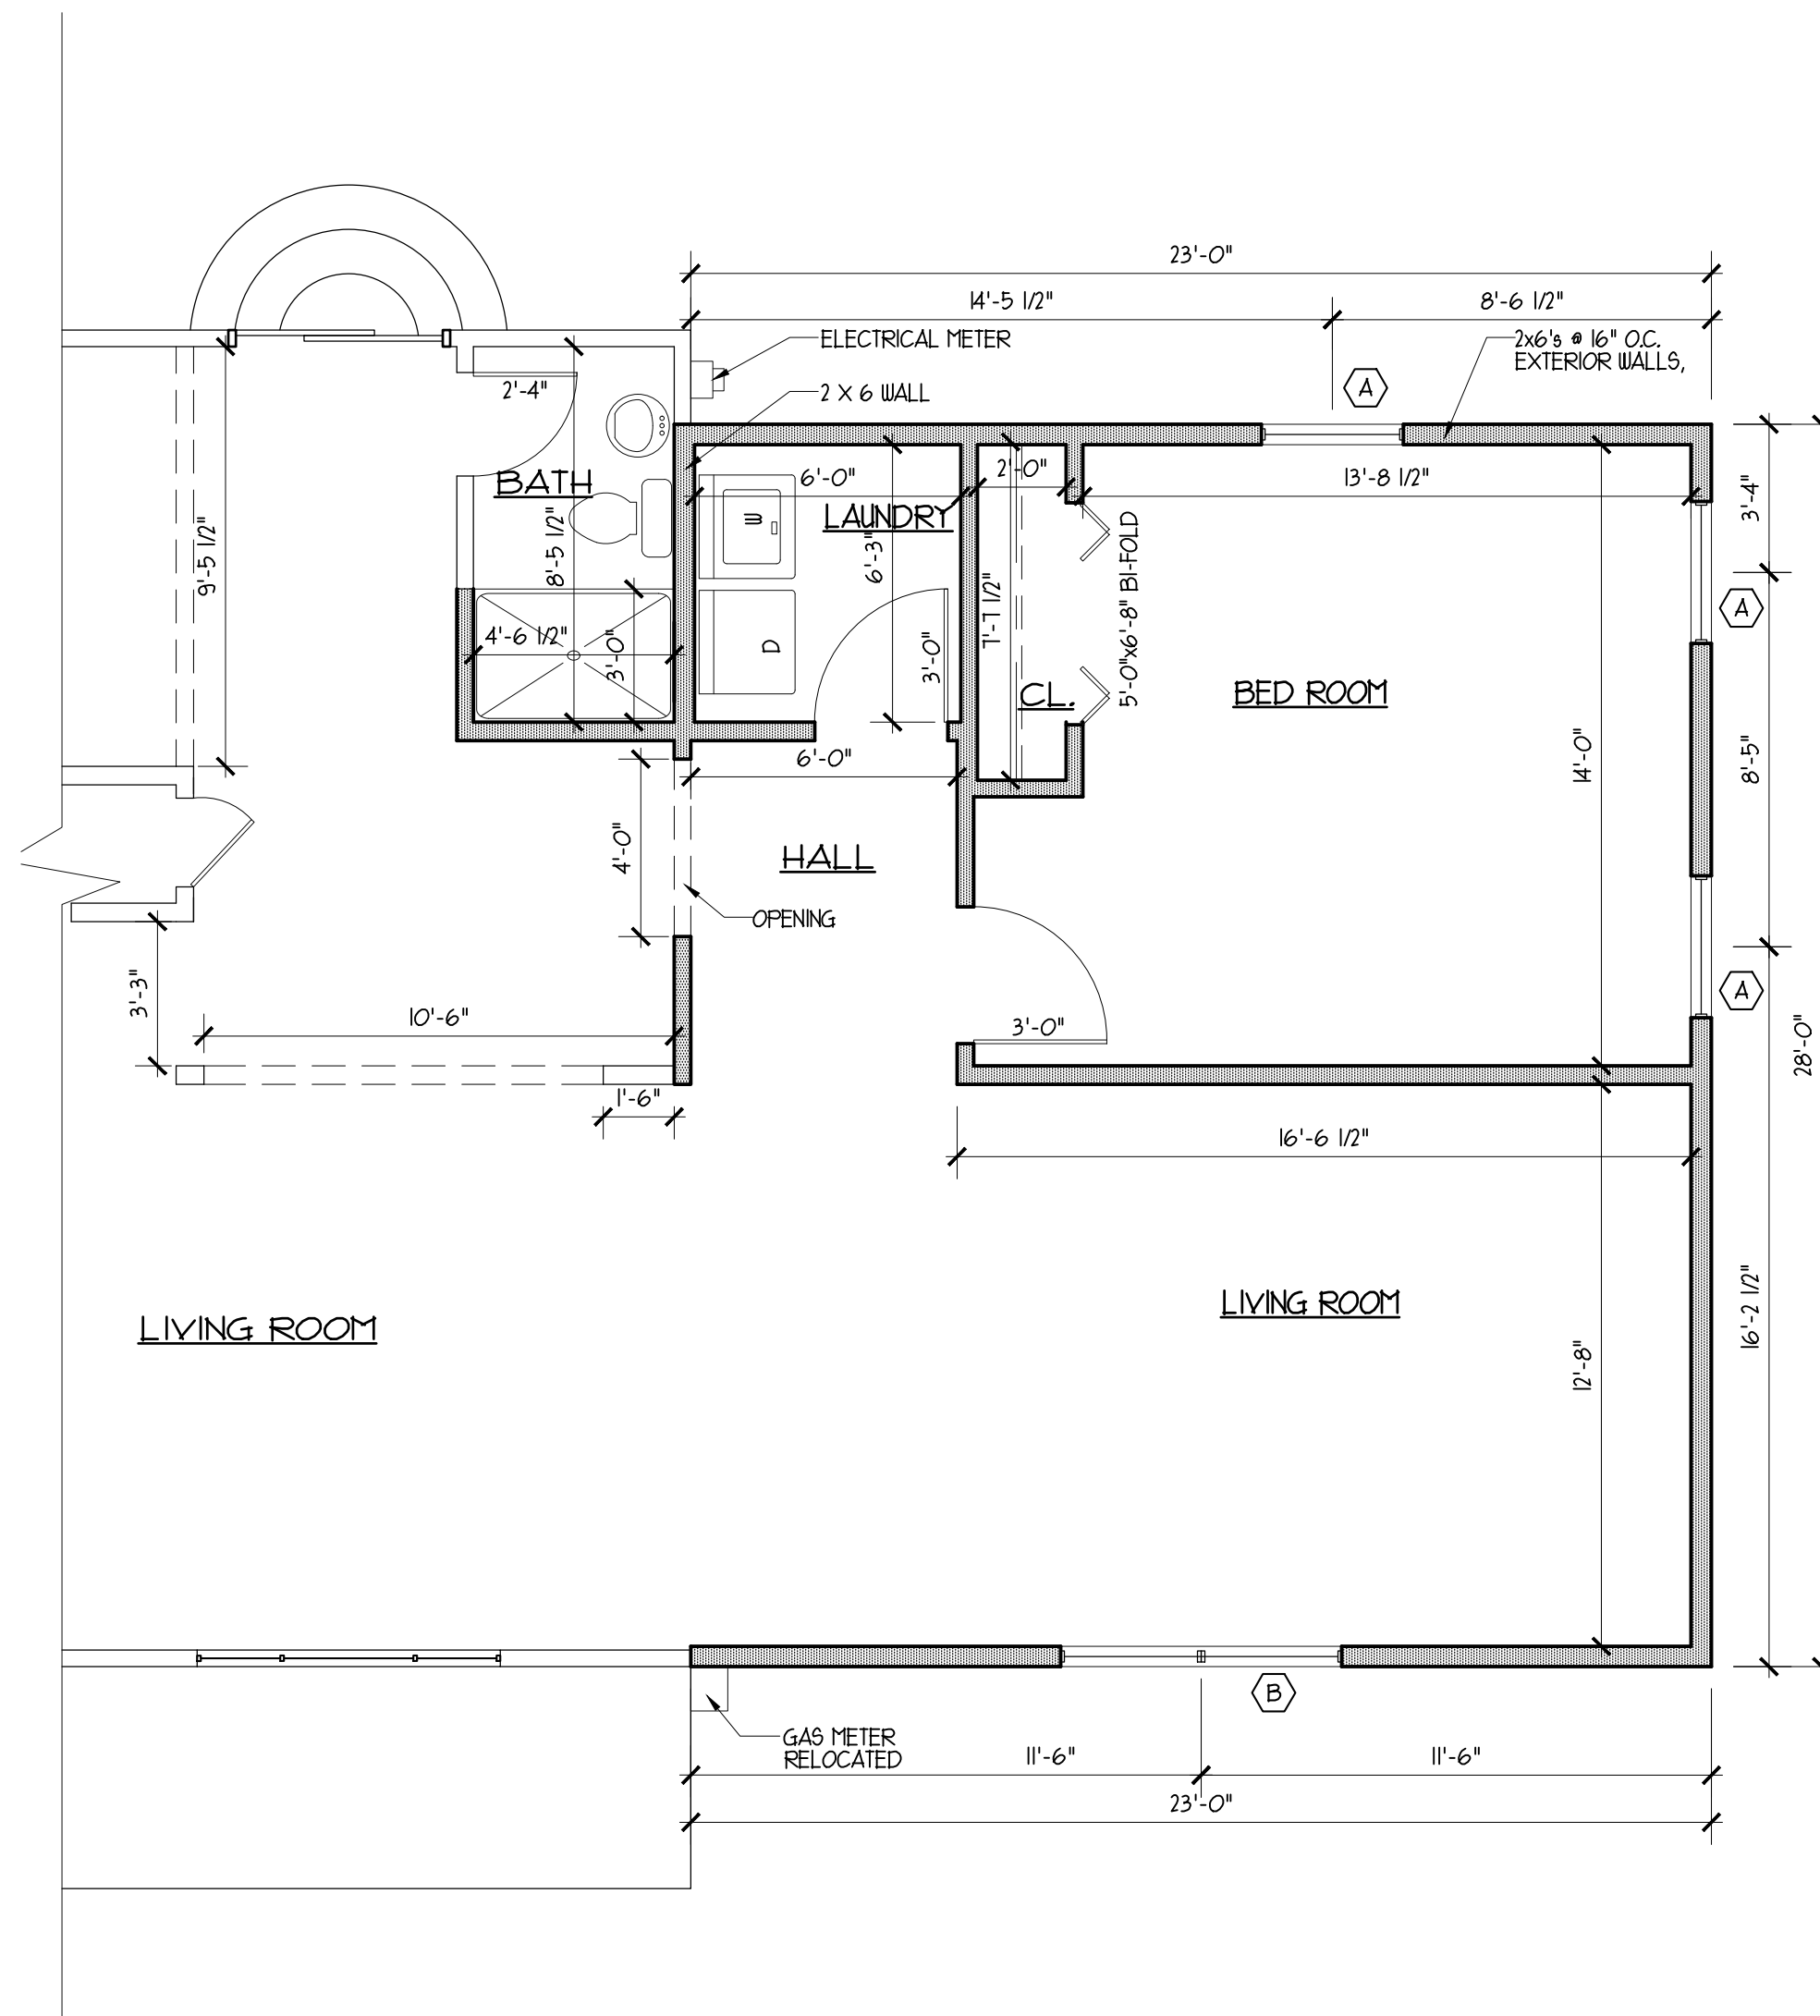 23'-0"
14'-5 1/2"
8'-6 1/2"
ELECTRICAL METER
2x6's @ 16" O.C.
EXTERIOR WALLS,
A
2'-4"
2 X 6 WALL
BATH
6'-0"
2'-0"
13'-8 1/2"
3'-4"
LAUNDRY
W
9'-5 1/2"
8'-5 1/2"
6'-3"
7'-7 1/2"
5'-0"x6'-8" BI-FOLD
A
4'-6 1/2"
3'-0"
D
3'-0"
CL.
BED ROOM
6'-0"
14'-0"
8'-5"
4'-0"
HALL
OPENING
3'-3"
A
10'-6"
3'-0"
28'-0"
1'-6"
16'-6 1/2"
LIVING ROOM
LIVING ROOM
12'-8"
16'-2 1/2"
B
GAS METER
RELOCATED
11'-6"
11'-6"
23'-0"